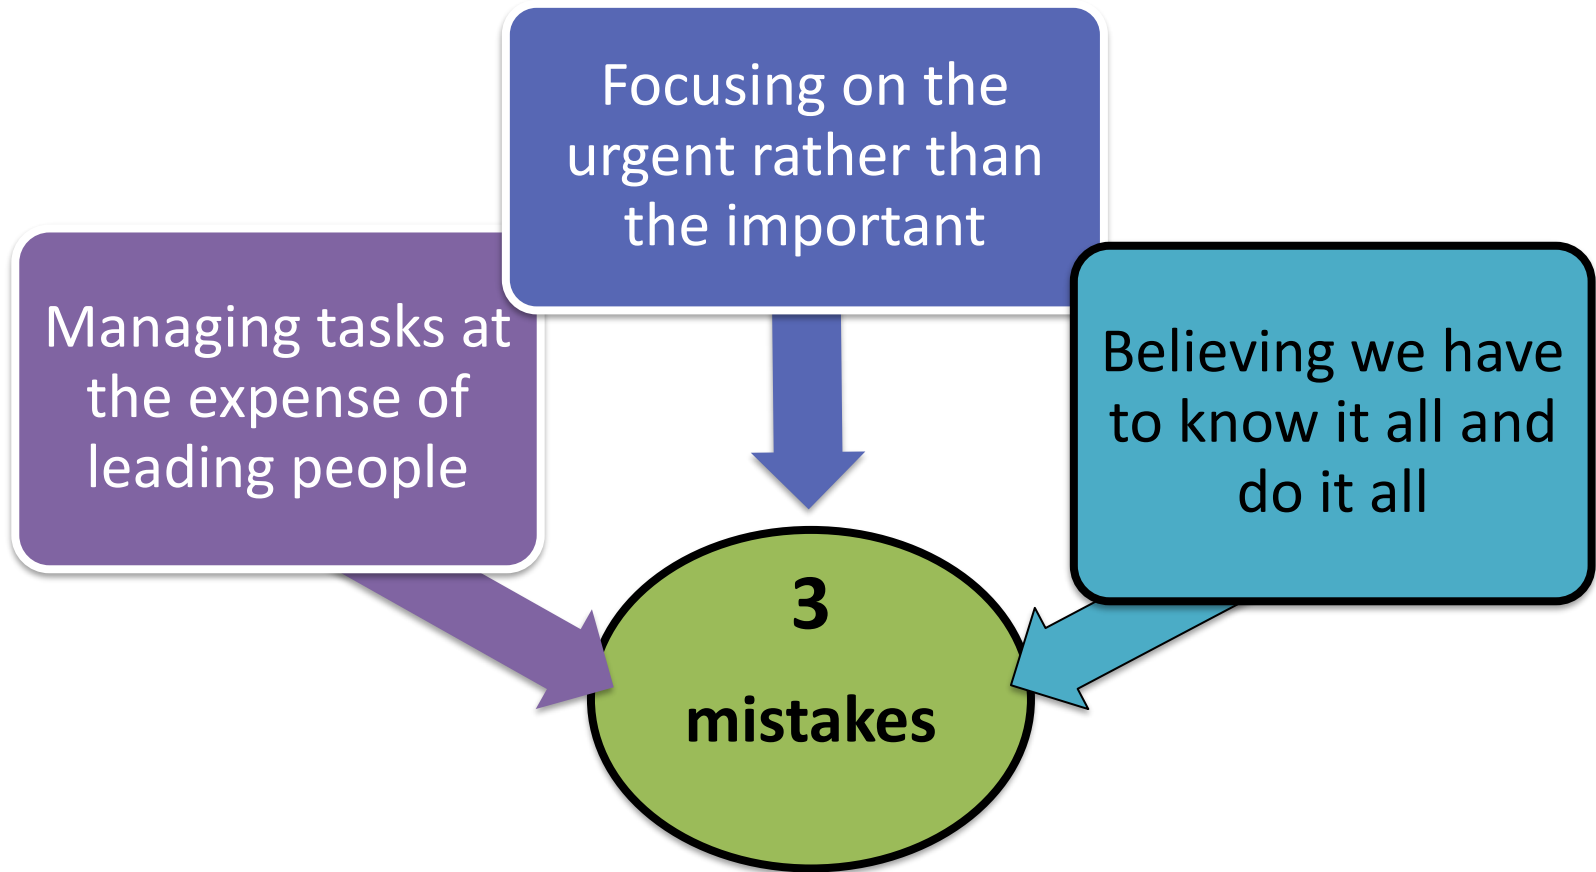 Focusing on the
urgent rather than
the important
Managing tasks at
the expense of
leading people
Believing we have
to know it all and
do it all
3
mistakes